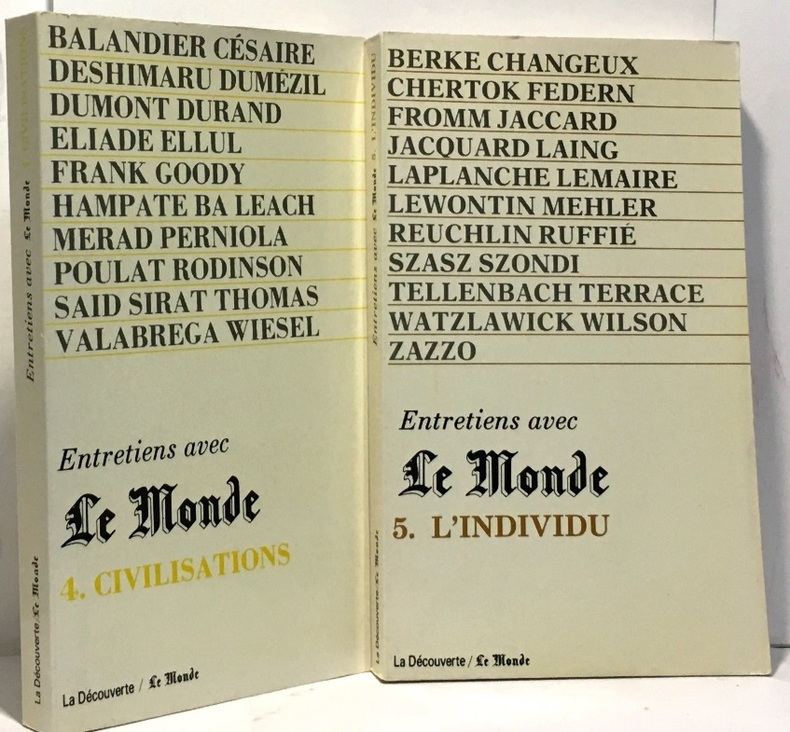 BALANDIER CÉSAIRE
DESHIMARU DUMÉZIL
DUMONT DURAND
ELIADE ELLUL
FRANK GOODY
HAMPATE BA LEACH
MERAD PERNIOLA
POULAT RODINSON
SAID SIRAT THOMAS
VALABREGA WIESEL
Entretiens avec
Le Monde
4. CIVILISATIONS
La Découverte / Le Monde
Entretiens avec Le Monde
La Découverte/Le Monde
BERKE CHANGEUX
CHERTOK FEDERN
FROMM JACCARD
JACQUARD LAING
LAPLANCHE LEMAIRE
LEWONTIN MEHLER
REUCHLIN RUFFIÉ
SZASZ SZONDI
TELLENBACH TERRACE
WATZLAWICK WILSON
ZAZZO
Entretiens avec
Le Monde
5. L'INDIVIDU
La Découverte / Le Monde
Entretiens avec Le Monde 5. L'INDIVIDU
La Découverte/Le Monde